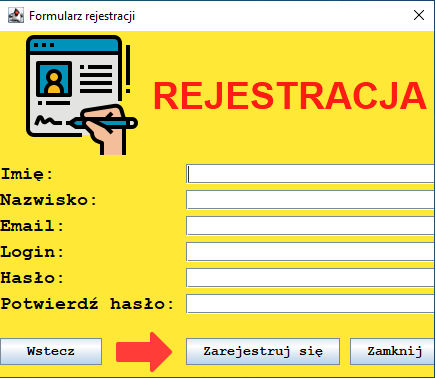 Formularz rejestracji
REJESTRACJA
Imię:
Nazwisko:
Email:
Login:
Hasło:
Potwierdź hasło:
Wstecz Zarejestruj się Zamknij